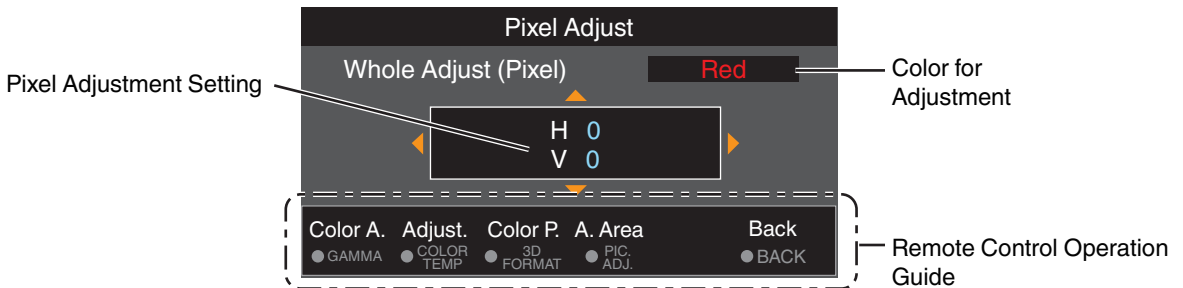 Pixel Adjust
Whole Adjust (Pixel) Red
Pixel Adjustment Setting
Color for
Adjustment
H 0
V 0
Color A. Adjust. Color P. A. Area Back
GAMMA COLOR TEMP 3D FORMAT PIC. ADJ. BACK
Remote Control Operation
Guide